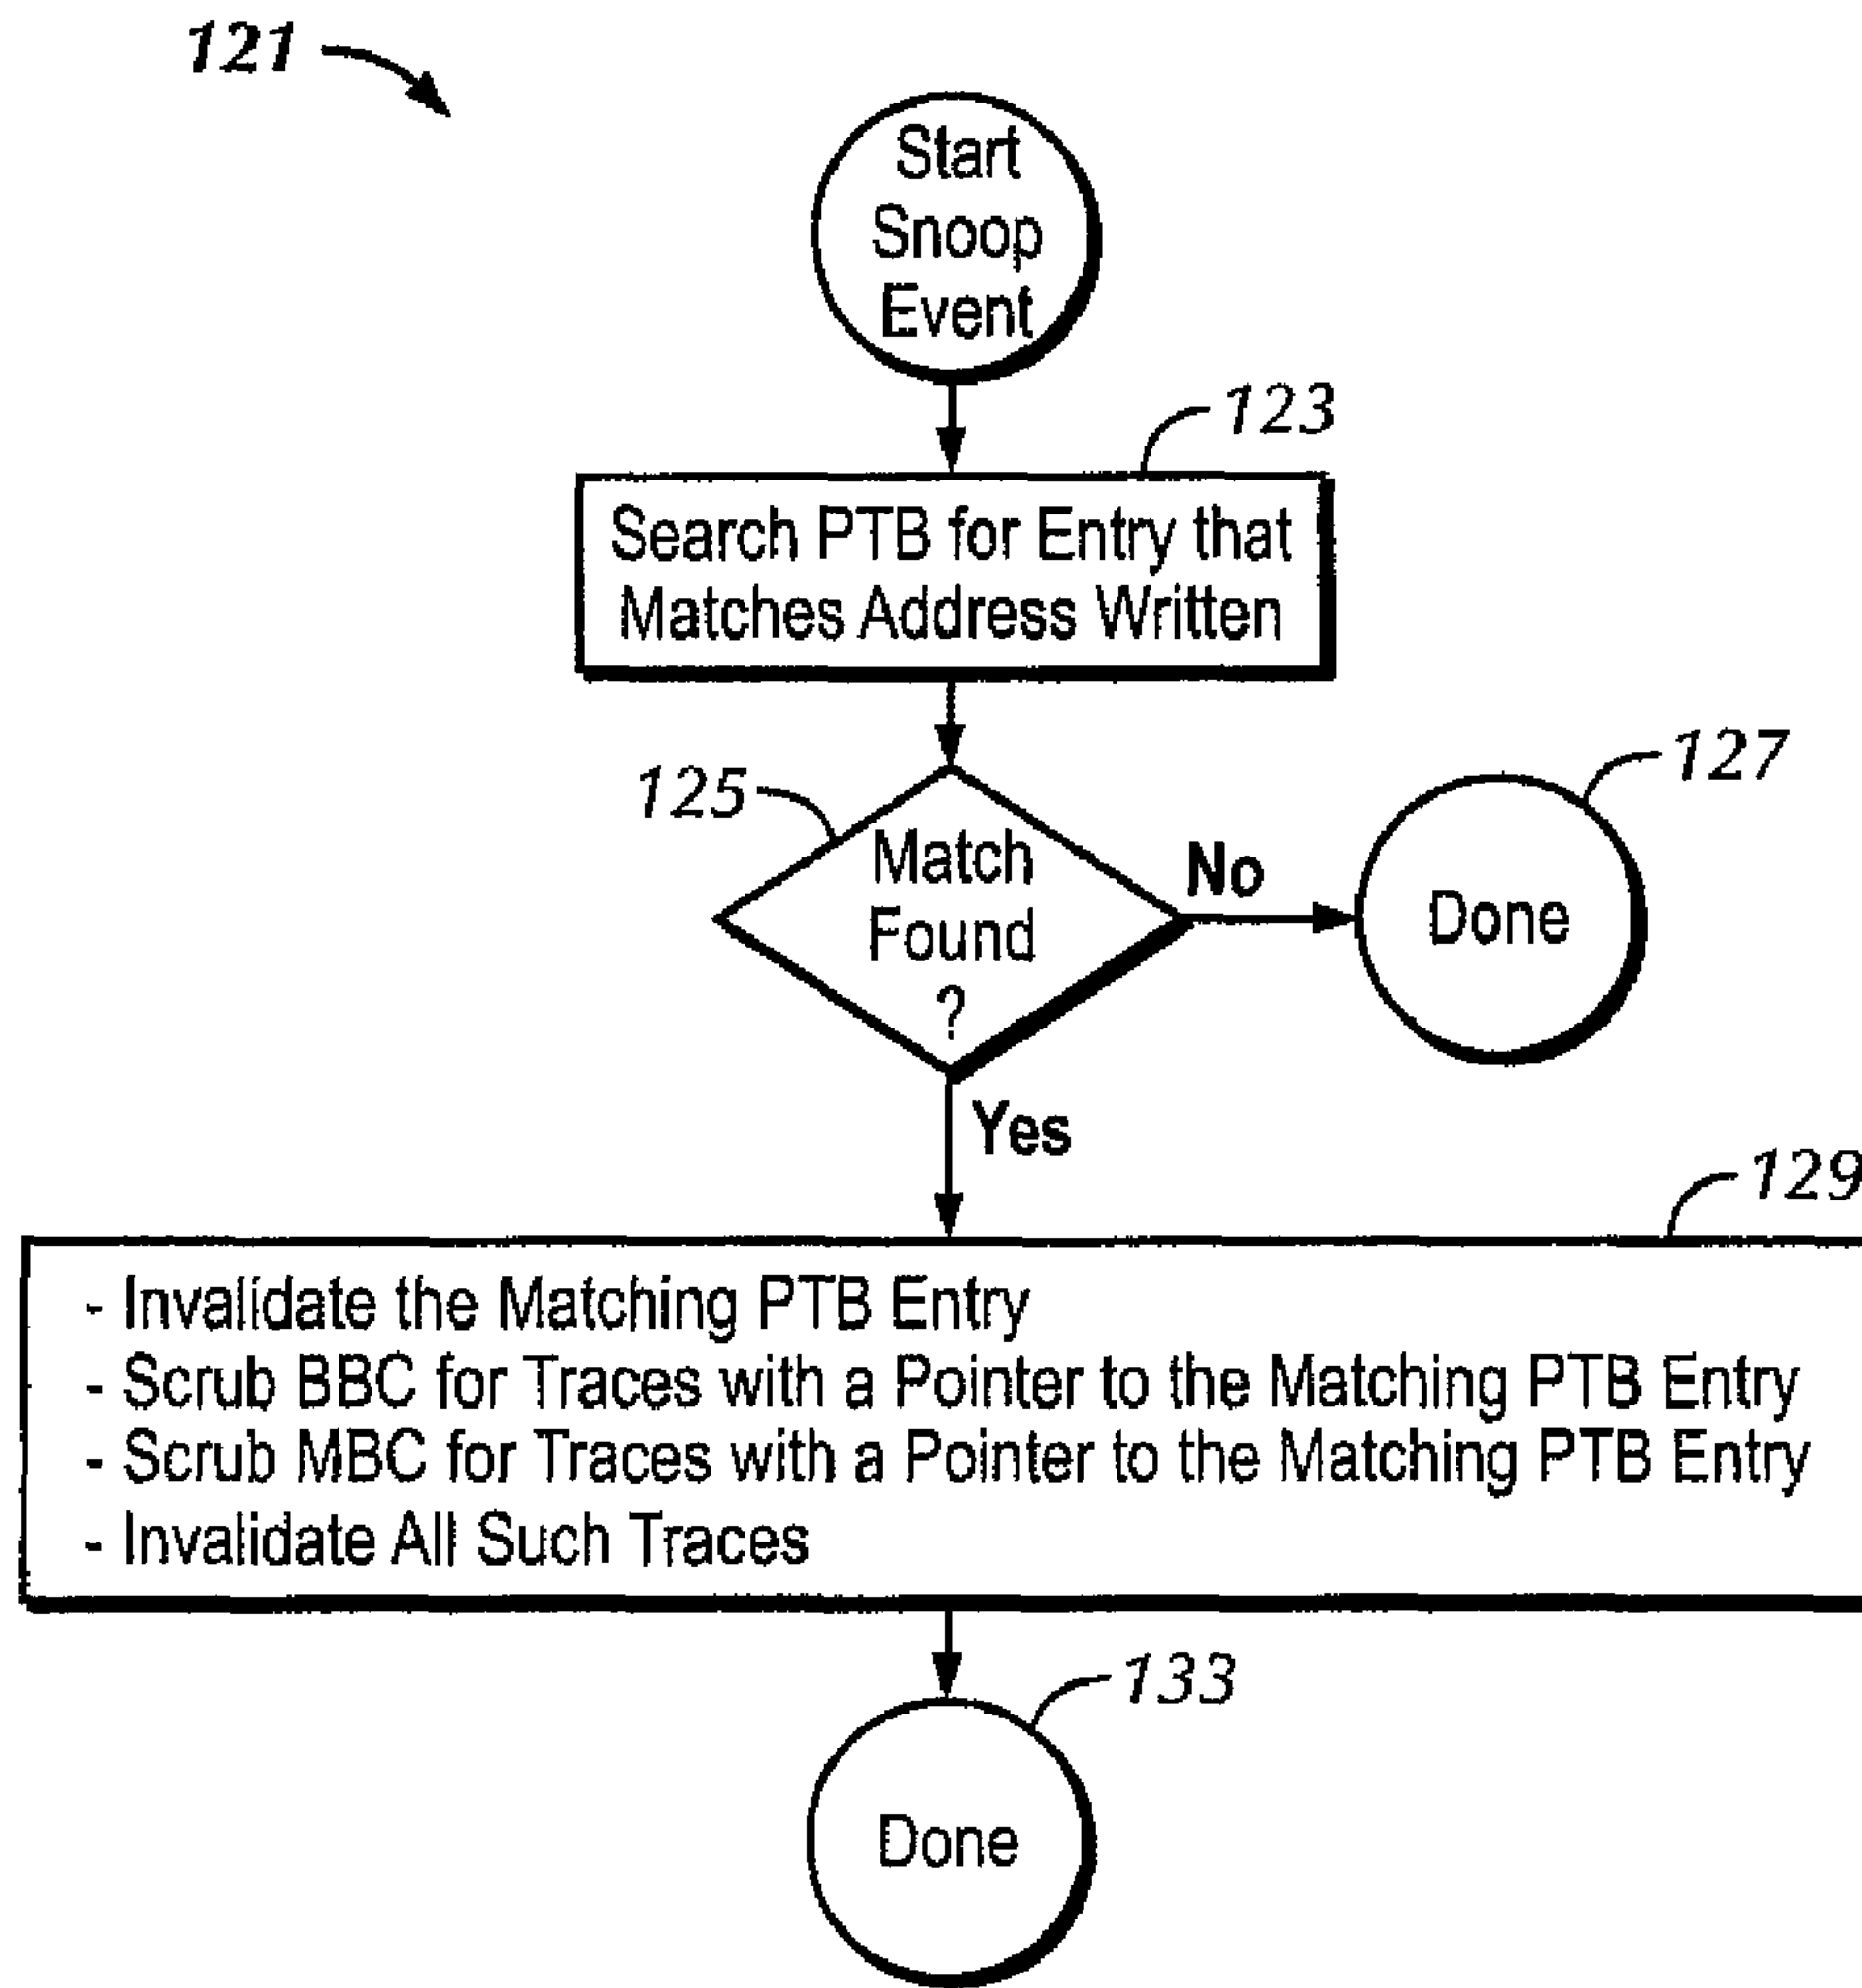 121
Start
Snoop
Event
123
Search PTB for Entry that
Matches Address Written
125
Match
Found
?
No
127
Done
Yes
129
- Invalidate the Matching PTB Entry
- Scrub BBC for Traces with a Pointer to the Matching PTB Entry
- Scrub MBC for Traces with a Pointer to the Matching PTB Entry
- Invalidate All Such Traces
133
Done